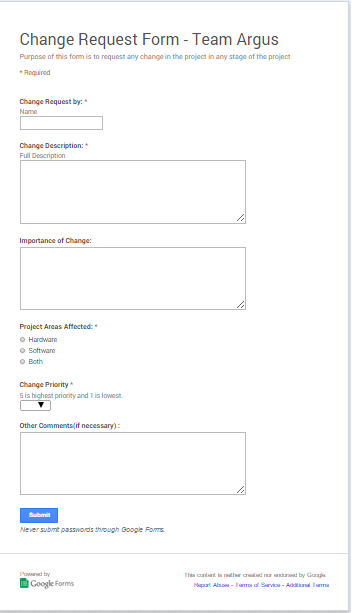 Change Request Form - Team Argus
Purpose of this form is to request any change in the project in any stage of the project
* Required
Change Request by: *
Name
Change Description: *
Full Description
Importance of Change:
Project Areas Affected: *
Hardware
Software
Both
Change Priority *
5 is highest priority and 1 is lowest.
Other Comments(if necessary) :
Submit
Never submit passwords through Google Forms.
Powered by
Google Forms
This content is neither created nor endorsed by Google.
Report Abuse - Terms of Service - Additional Terms